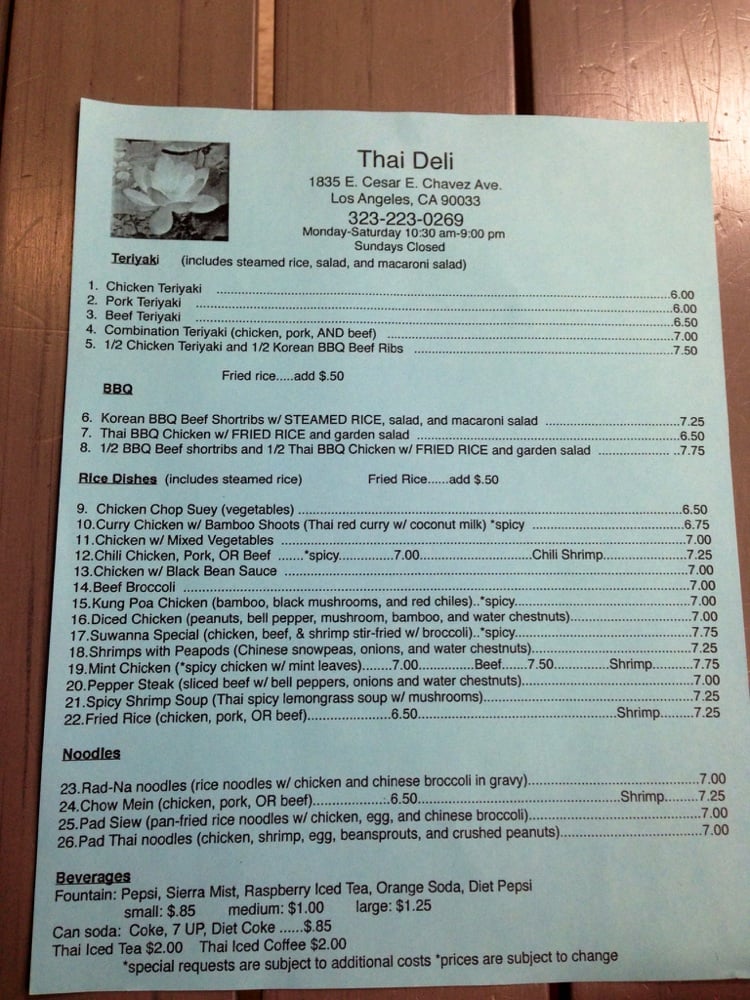 Thai Deli
1835 E. Cesar E. Chavez Ave.
Los Angeles, CA 90033
323-223-0269
Monday-Saturday 10:30 am-9:00 pm
Sundays Closed
Teriyaki (includes steamed rice, salad, and macaroni salad)
1. Chicken Teriyaki ........................6.00
2. Pork Teriyaki ........................6.00
3. Beef Teriyaki ........................6.50
4. Combination Teriyaki (chicken, pork, AND beef) ........................7.00
5. 1/2 Chicken Teriyaki and 1/2 Korean BBQ Beef Ribs ........................7.50
Fried rice.....add $.50
BBQ
6. Korean BBQ Beef Shortribs w/ STEAMED RICE, salad, and macaroni salad ........................7.25
7. Thai BBQ Chicken w/ FRIED RICE and garden salad ........................6.50
8. 1/2 BBQ Beef shortribs and 1/2 Thai BBQ Chicken w/ FRIED RICE and garden salad .................. ..7.75
Rice Dishes (includes steamed rice) Fried Rice......add $.50
9. Chicken Chop Suey (vegetables) ........................6.50
10.Curry Chicken w/ Bamboo Shoots (Thai red curry w/ coconut milk) *spicy ........................6.75
11.Chicken w/ Mixed Vegetables ........................7.00
12.Chili Chicken, Pork, OR Beef .......*spicy..............7.00........................Chili Shrimp........................7.25
13.Chicken w/ Black Bean Sauce ........................7.00
14.Beef Broccoli ........................7.00
15.Kung Poa Chicken (bamboo, black mushrooms, and red chiles)..*spicy........................7.00
16.Diced Chicken (peanuts, bell pepper, mushroom, bamboo, and water chestnuts)........................7.00
17.Suwanna Special (chicken, beef, & shrimp stir-fried w/ broccoli)..*spicy........................7.75
18.Shrimps with Peapods (Chinese snowpeas, onions, and water chestnuts)........................7.25
19.Mint Chicken (*spicy chicken w/ mint leaves)........7.00..............Beef.......7.50...............Shrimp..........7.75
20.Pepper Steak (sliced beef w/ bell peppers, onions and water chestnuts)........................7.00
21.Spicy Shrimp Soup (Thai spicy lemongrass soup w/ mushrooms)........................7.25
22.Fried Rice (chicken, pork, OR beef)......................6.50........................Shrimp.........7.25
Noodles
23.Rad-Na noodles (rice noodles w/ chicken and chinese broccoli in gravy)........................7.00
24.Chow Mein (chicken, pork, OR beef)...................6.50........................Shrimp.........7.25
25.Pad Siew (pan-fried rice noodles w/ chicken, egg, and chinese broccoli)........................7.00
26.Pad Thai noodles (chicken, shrimp, egg, beansprouts, and crushed peanuts)........................7.00
Beverages
Fountain: Pepsi, Sierra Mist, Raspberry Iced Tea, Orange Soda, Diet Pepsi
small: $.85 medium: $1.00 large: $1.25
Can soda: Coke, 7 UP, Diet Coke ......$.85
Thai Iced Tea $2.00 Thai Iced Coffee $2.00
*special requests are subject to additional costs *prices are subject to change